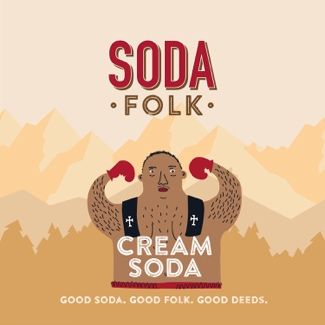 SODA
· FOLK ·
CREAM
SODA
GOOD SODA. GOOD FOLK. GOOD DEEDS.